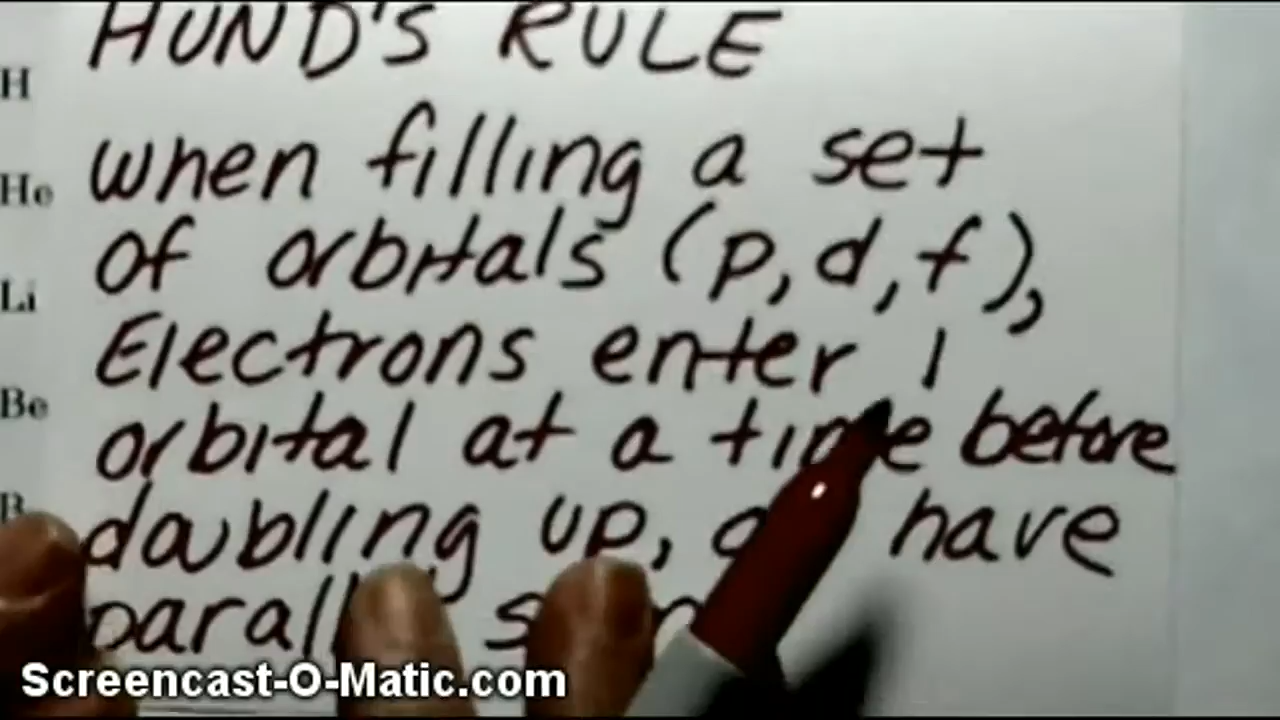 HUND'S RULE
H
when filling a set
He
of orbitals (p, d, f),
Li
Electrons enter 1
Be
orbital at a time before
B
doubling up, have
Screencast-O-Matic.com